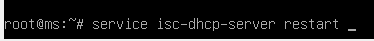 root@ms:~# service isc-dhcp-server restart _